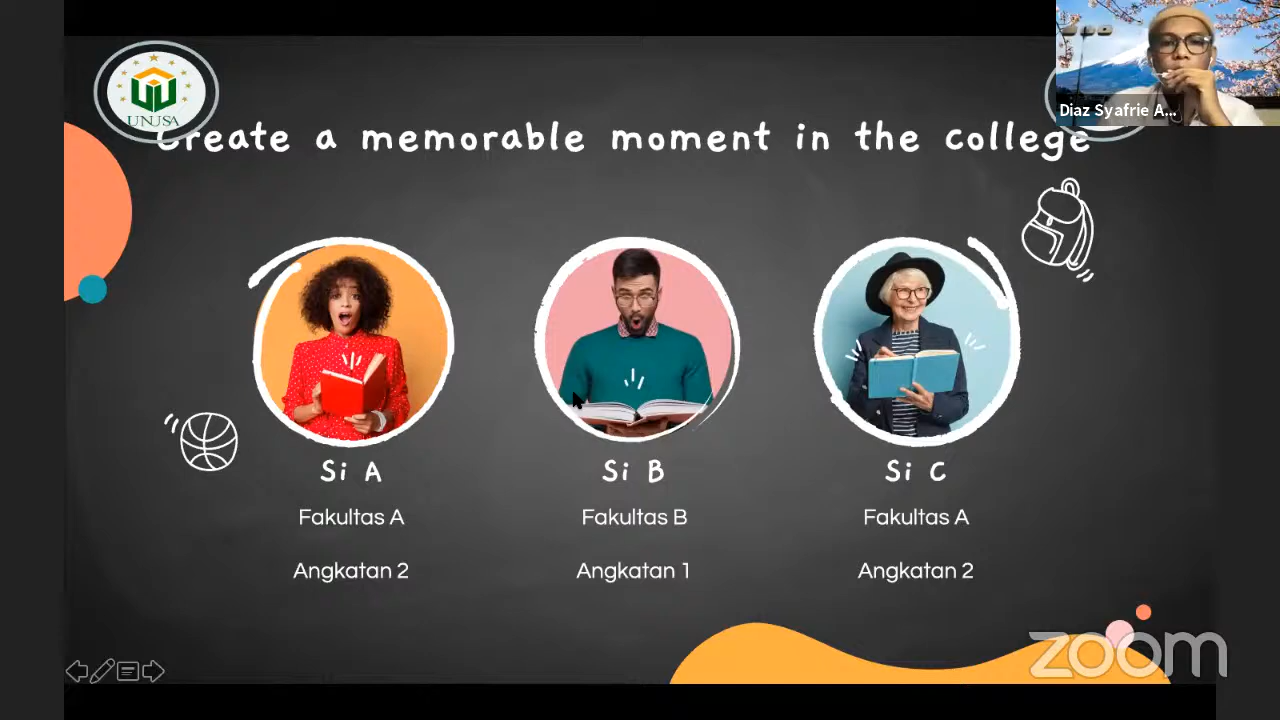 UNUSA
Diaz Syafrie A...
Create a memorable moment in the college
Si A
Si B
Si C
Fakultas A
Fakultas B
Fakultas A
Angkatan 2
Angkatan 1
Angkatan 2
zoom